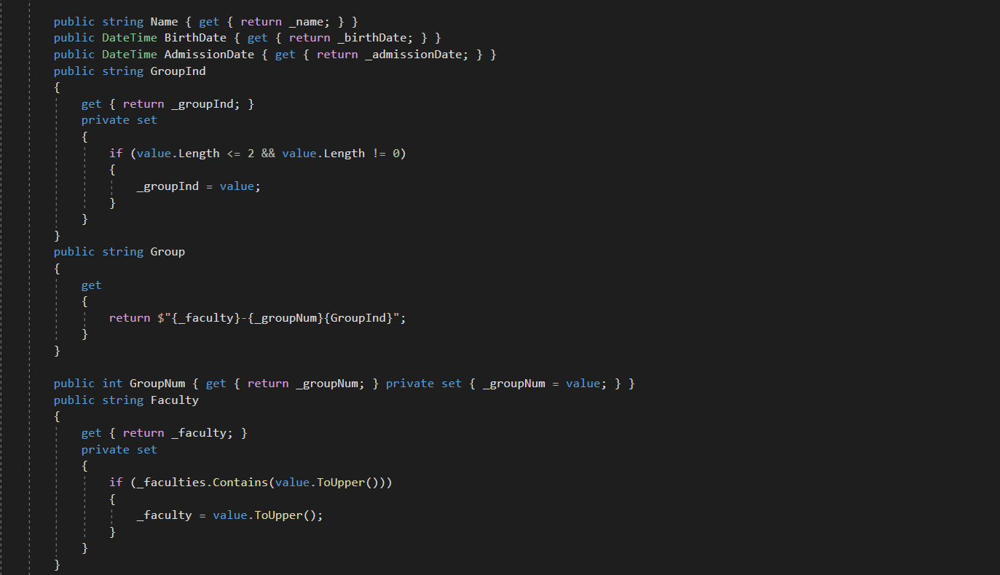 public string Name { get { return _name; } }
public DateTime BirthDate { get { return _birthDate; } }
public DateTime AdmissionDate { get { return _admissionDate; } }
public string GroupInd
{
get { return _groupInd; }
private set
{
if (value.Length <= 2 && value.Length != 0)
{
_groupInd = value;
}
}
}
public string Group
{
get
{
return $"{_faculty}-{_groupNum}{GroupInd}";
}
}
public int GroupNum { get { return _groupNum; } private set { _groupNum = value; } }
public string Faculty
{
get { return _faculty; }
private set
{
if (_faculties.Contains(value.ToUpper()))
{
_faculty = value.ToUpper();
}
}
}